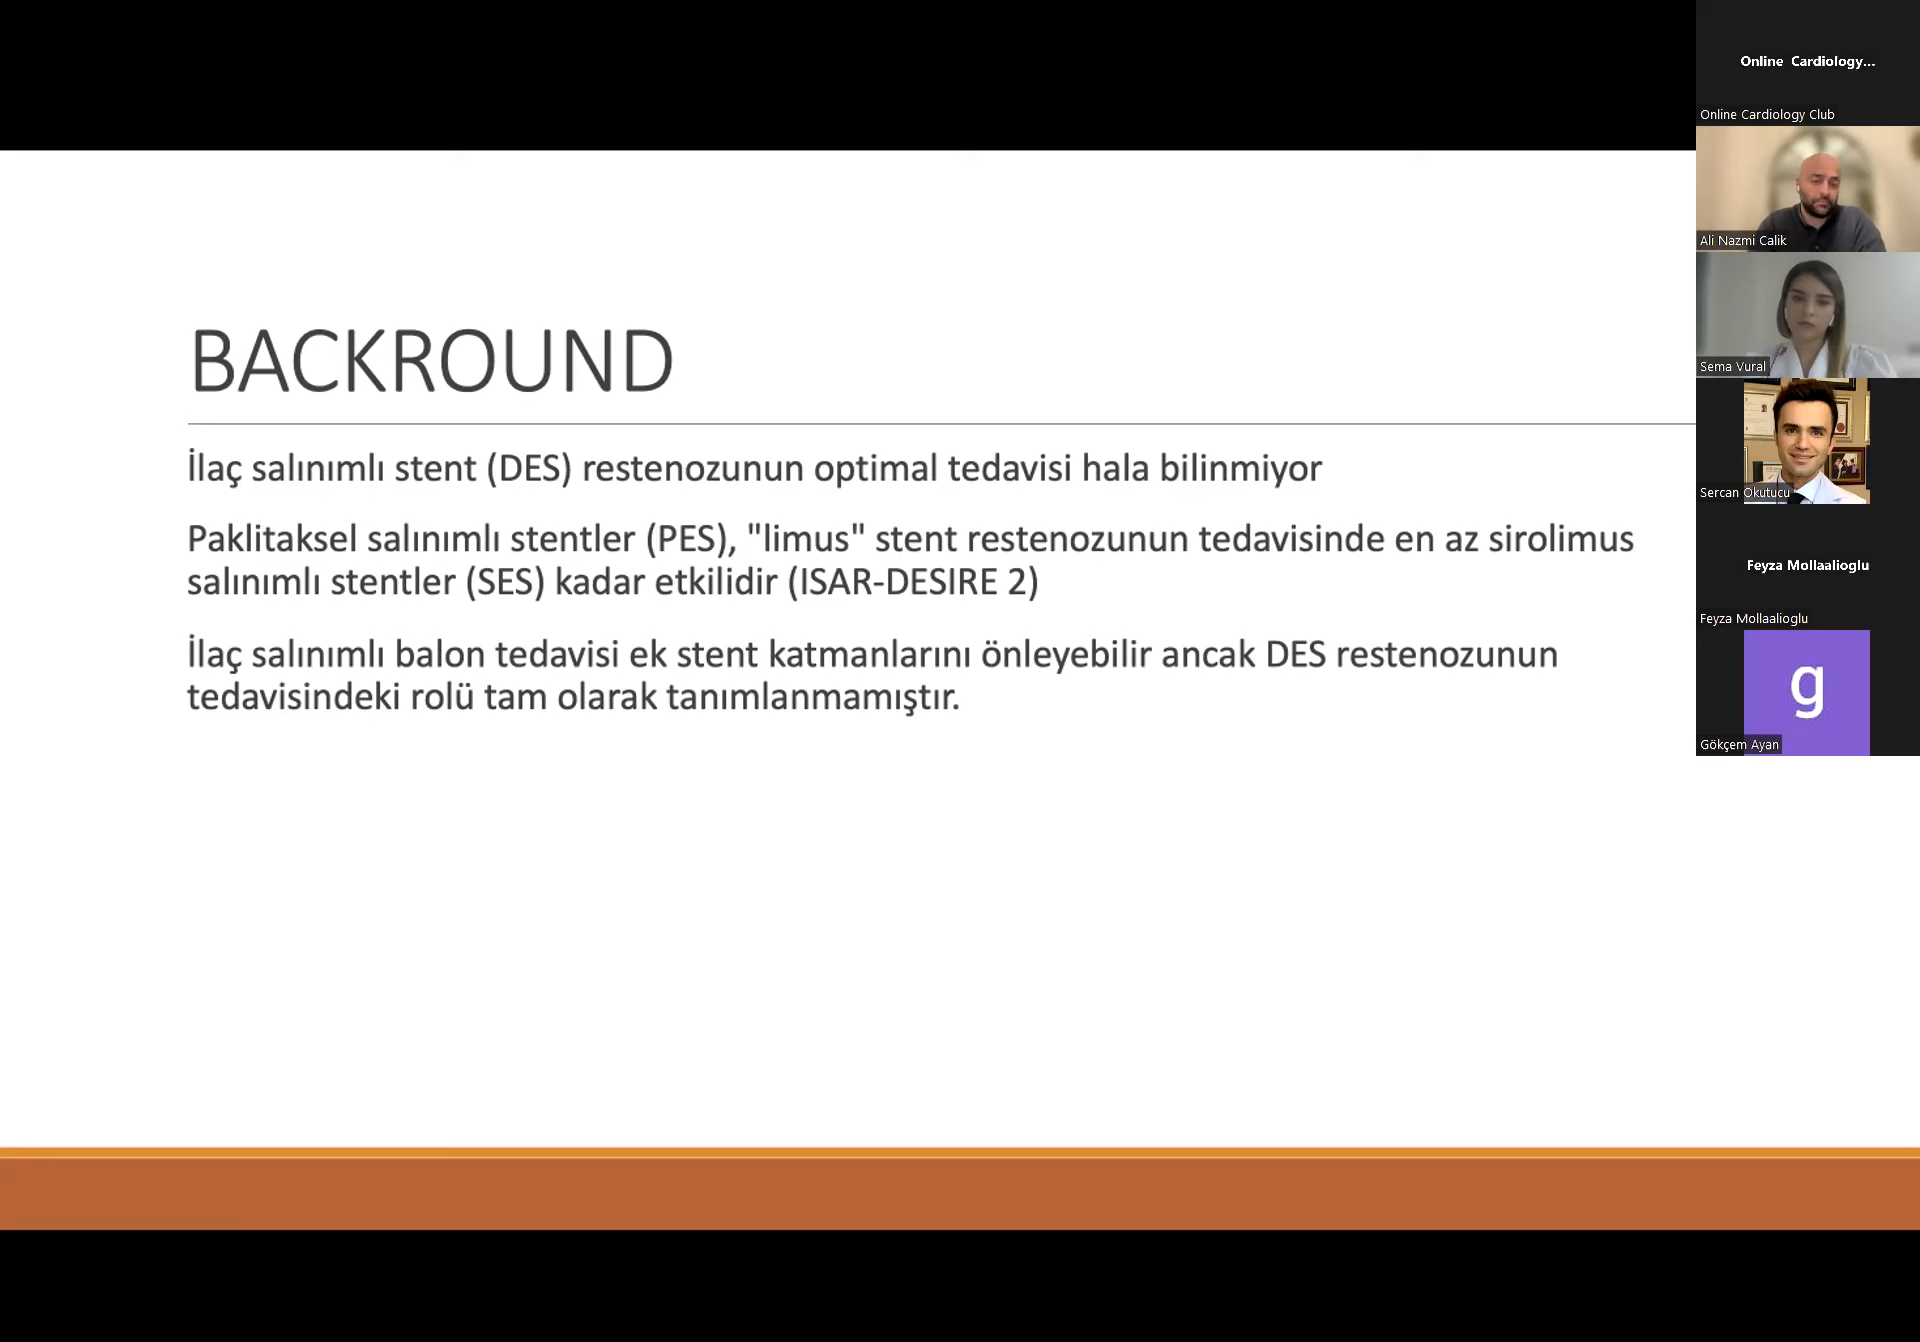 BACKROUND
İlaç salınımlı stent (DES) restenozunun optimal tedavisi hala bilinmiyor
Paklitaksel salınımlı stentler (PES), "limus" stent restenozunun tedavisinde en az sirolimus
salınımlı stentler (SES) kadar etkilidir (ISAR-DESIRE 2)
İlaç salınımlı balon tedavisi ek stent katmanlarını önleyebilir ancak DES restenozunun
tedavisindeki rolü tam olarak tanımlanmamıştır.
Online Cardiology...
Online Cardiology Club
Ali Nazmi Calik
Sema Vural
Sercan Okutucu
Feyza Mollaalioglu
Feyza Mollaalioglu
g
Gökçem Ayan